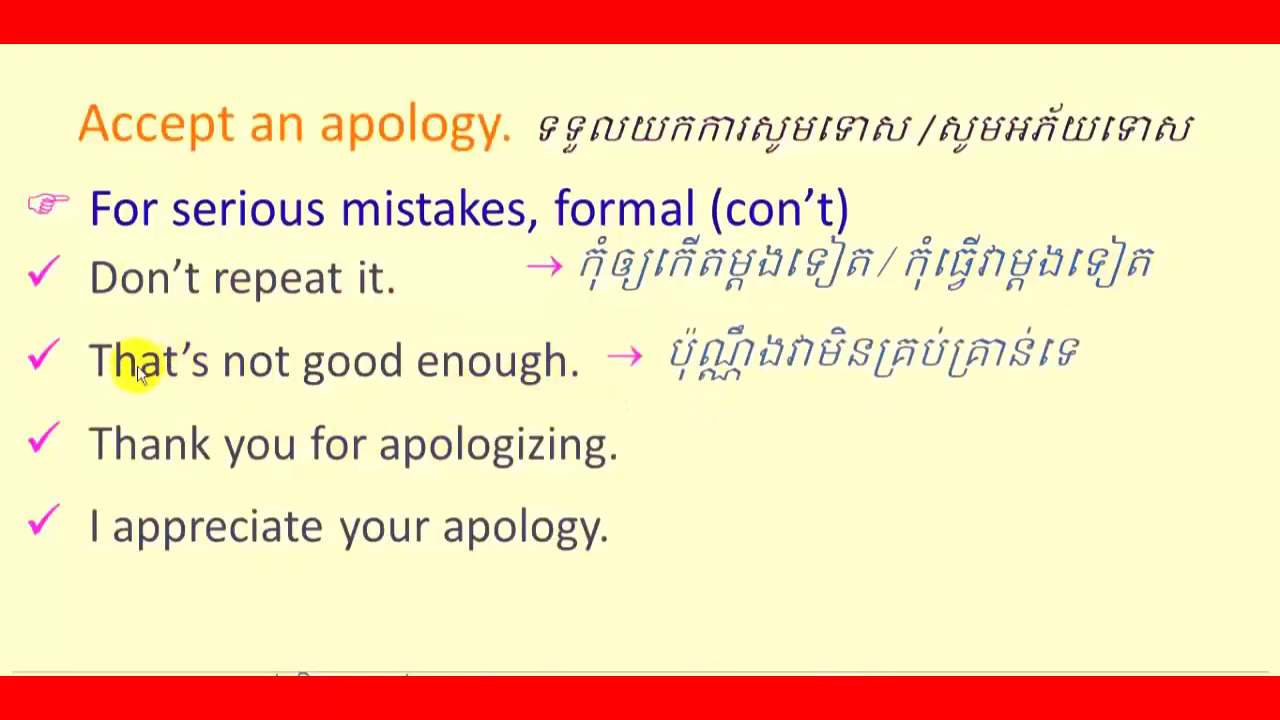 Accept an apology. ទទួលយកការសូមទោស /សូមអភ័យទោស
For serious mistakes, formal (con’t)
Don’t repeat it. → កុំឲ្យកើតម្ដងទៀត/ កុំធ្វើវាម្ដងទៀត
That’s not good enough. → ប៉ុណ្ណឹងវាមិនគ្រប់គ្រាន់ទេ
Thank you for apologizing.
I appreciate your apology.